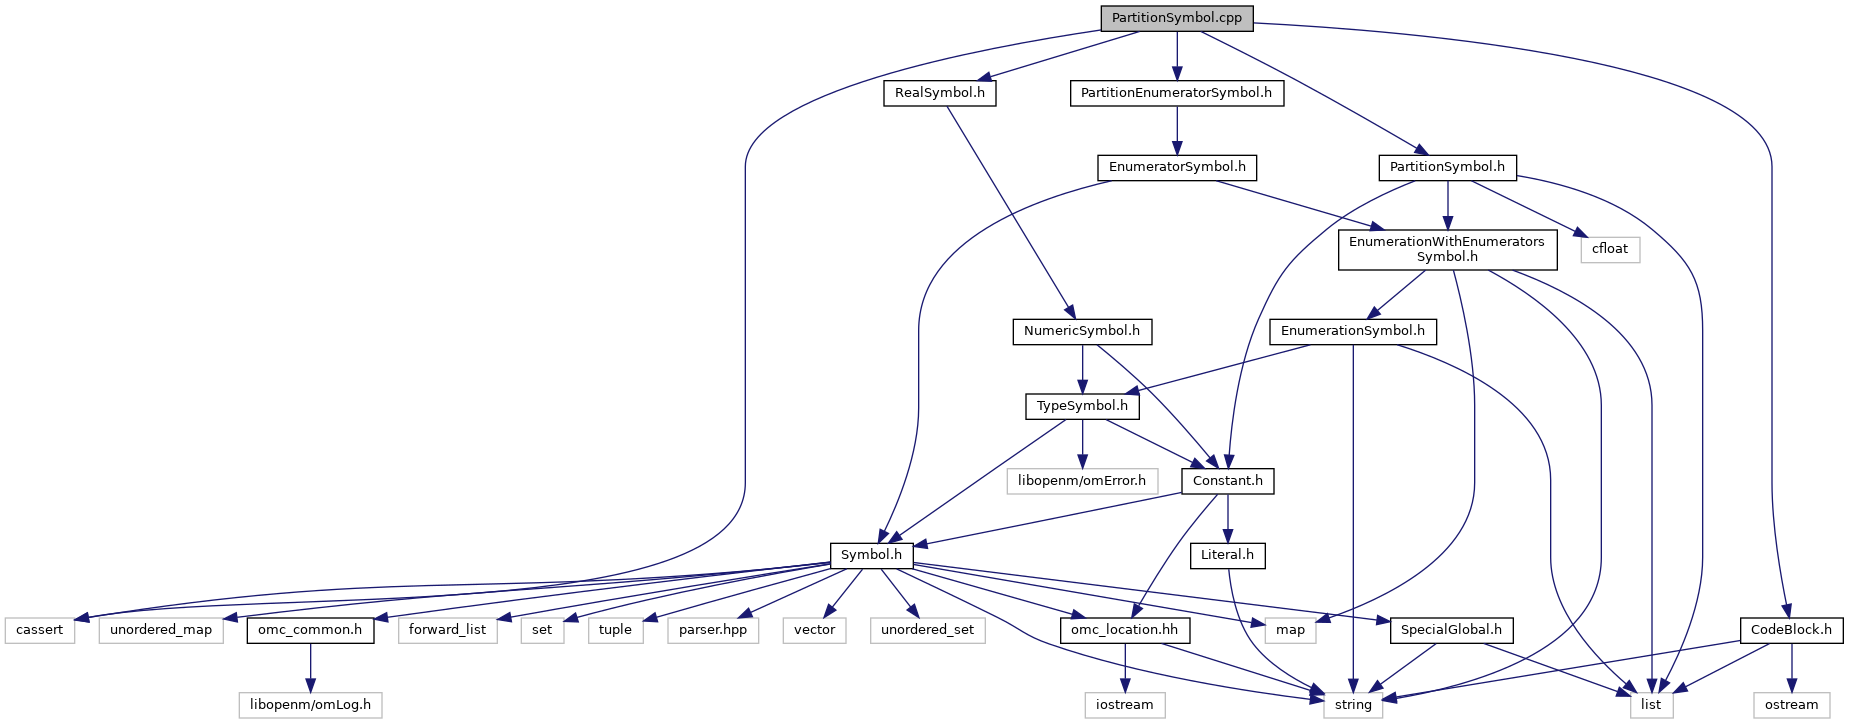 PartitionSymbol.cpp
RealSymbol.h
PartitionEnumeratorSymbol.h
EnumeratorSymbol.h
PartitionSymbol.h
EnumerationWithEnumerators
Symbol.h
cfloat
NumericSymbol.h
EnumerationSymbol.h
TypeSymbol.h
libopenm/omError.h
Constant.h
Symbol.h
Literal.h
cassert
unordered_map
omc_common.h
forward_list
set
tuple
parser.hpp
vector
unordered_set
omc_location.hh
map
SpecialGlobal.h
CodeBlock.h
libopenm/omLog.h
iostream
string
list
ostream